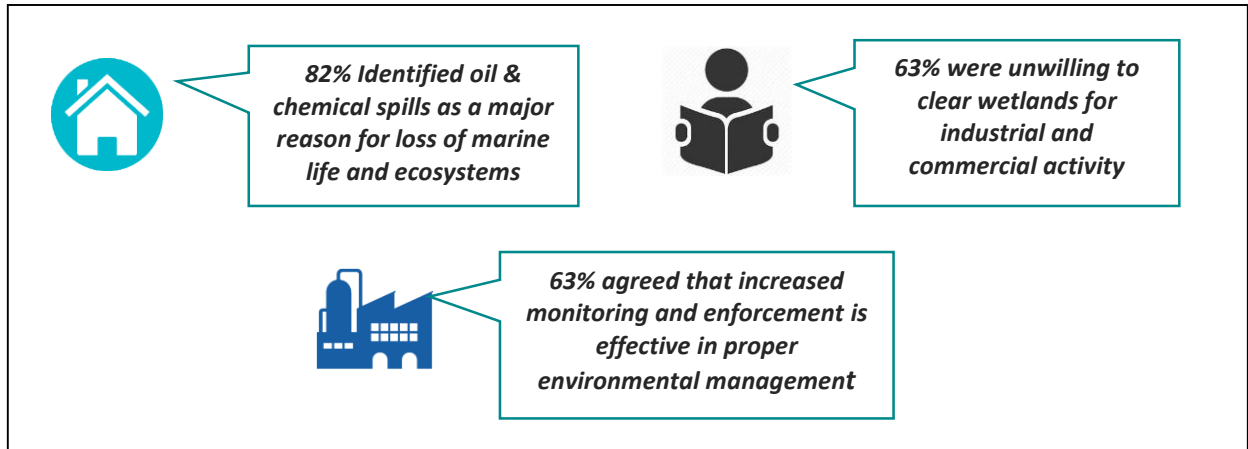 82% Identified oil &
chemical spills as a major
reason for loss of marine
life and ecosystems
63% were unwilling to
clear wetlands for
industrial and
commercial activity
63% agreed that increased
monitoring and enforcement is
effective in proper
environmental management